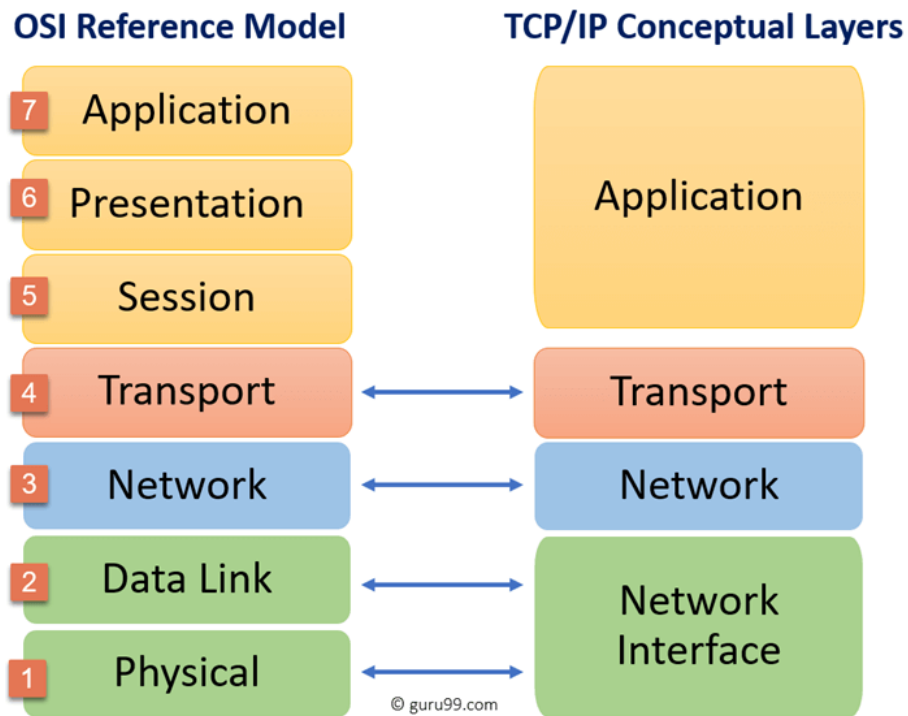 OSI Reference Model
TCP/IP Conceptual Layers
7 Application
6 Presentation
5 Session
4 Transport
3 Network
2 Data Link
1 Physical
Application
Transport
Network
Network
Interface
© guru99.com